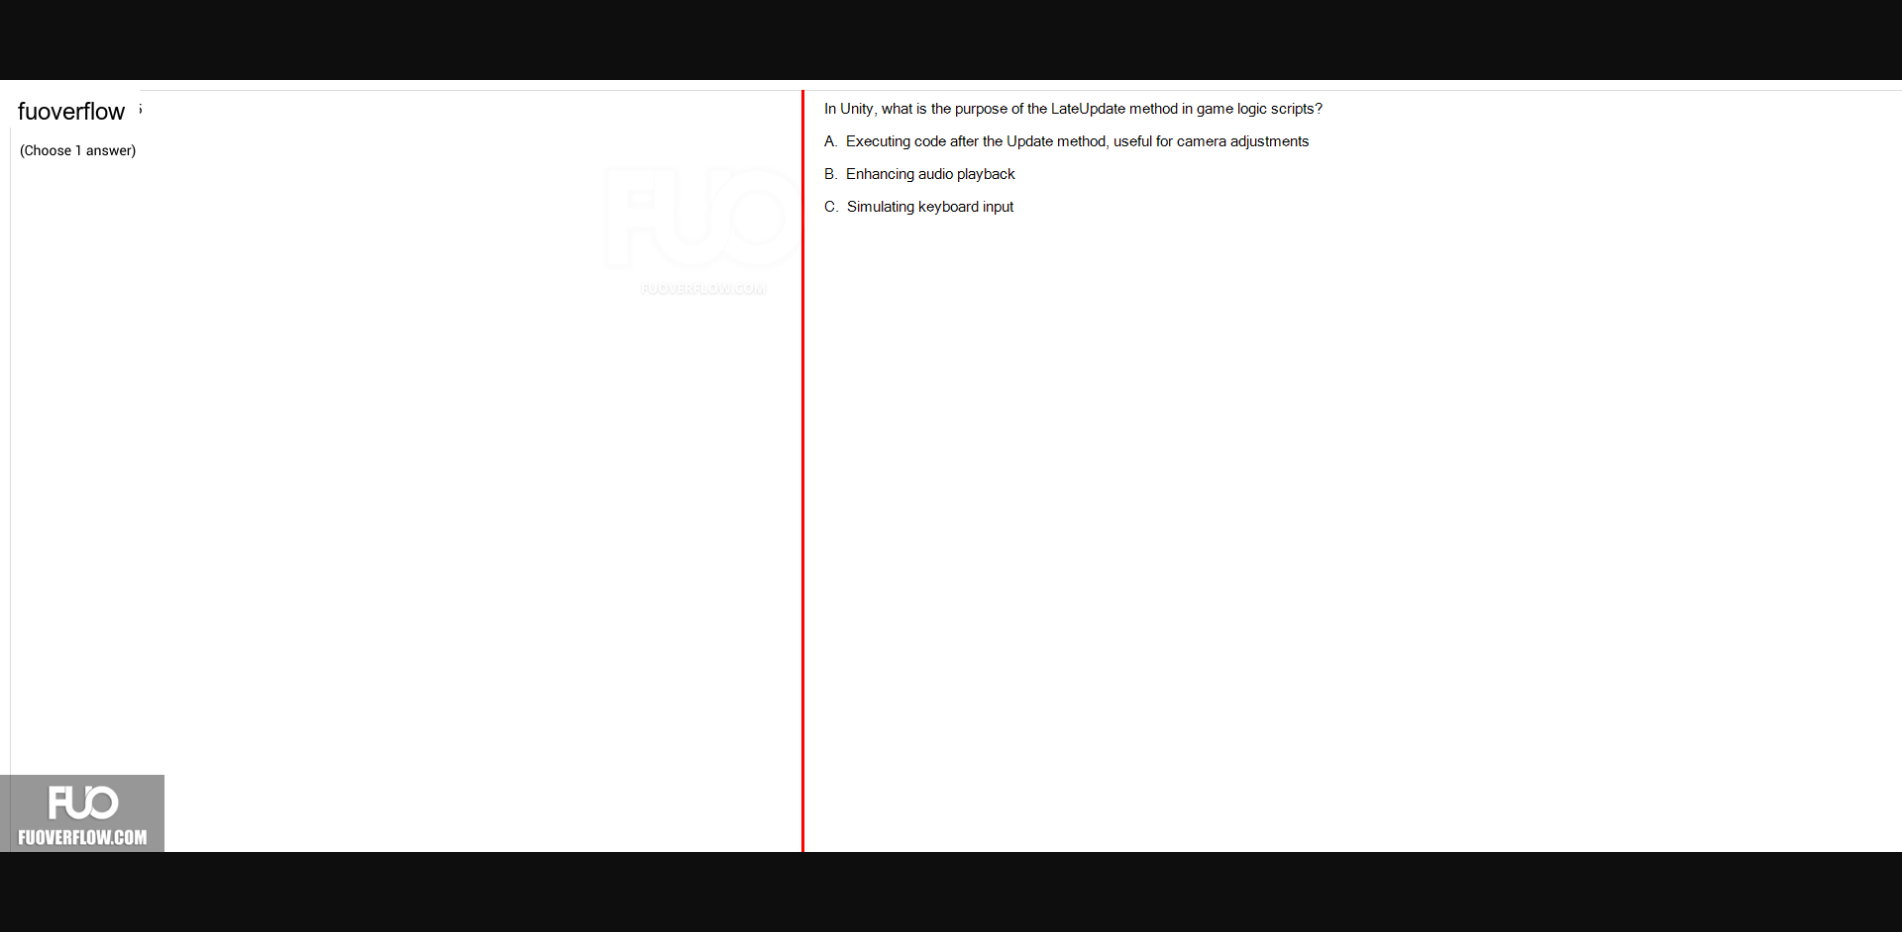 fuoverflow
(Choose 1 answer)
In Unity, what is the purpose of the LateUpdate method in game logic scripts?
A. Executing code after the Update method, useful for camera adjustments
B. Enhancing audio playback
C. Simulating keyboard input
FUO
FUOVERFLOW.COM
FUO
FUOVERFLOW.COM